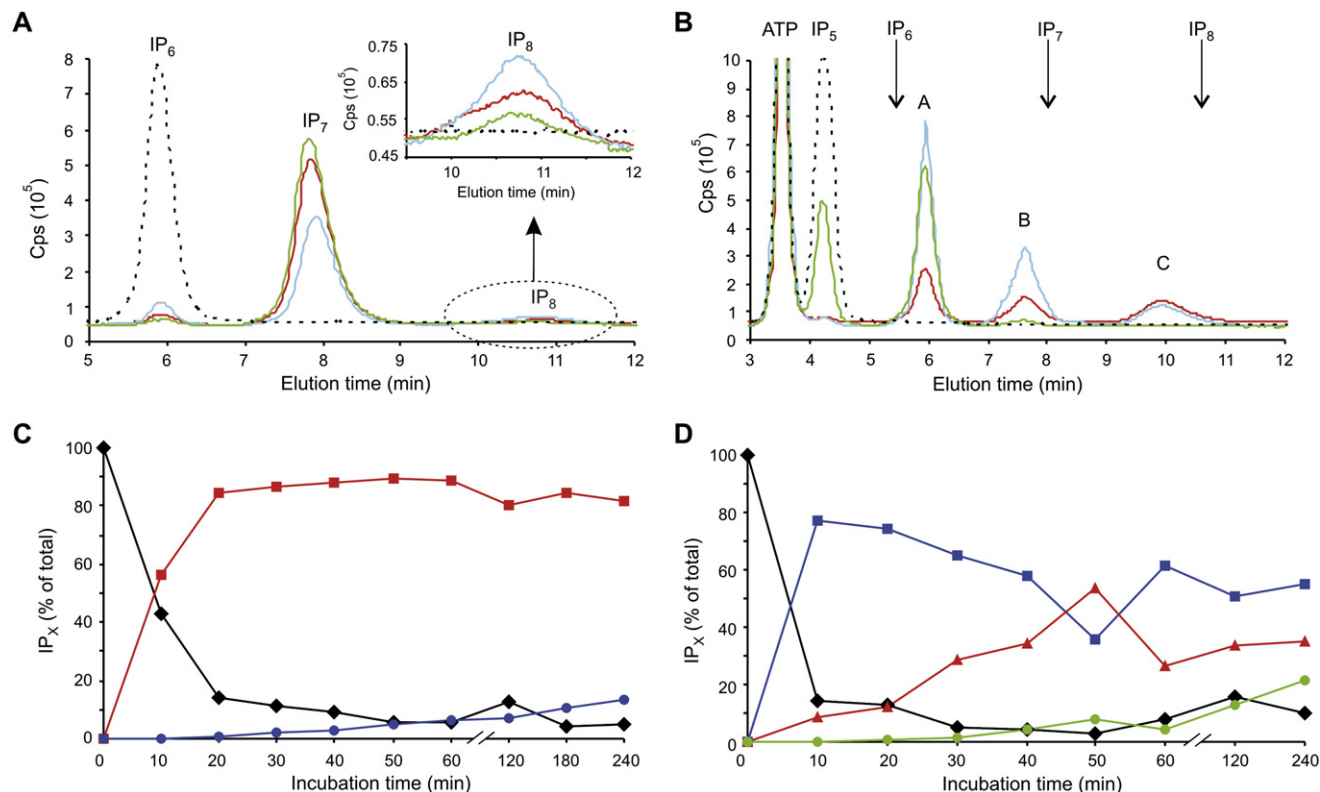 A
IP6
IP7
IP8
Cps (10^5)
8
7
6
5
4
3
2
1
0
5 6 7 8 9 10 11 12
Elution time (min)
IP8
Cps (10^5)
0.75
0.65
0.55
0.45
10 11 12
Elution time (min)
B
ATP IP5 IP6 IP7 IP8
A
B
C
Cps (10^5)
10
9
8
7
6
5
4
3
2
1
0
3 4 5 6 7 8 9 10 11 12
Elution time (min)
C
IPX (% of total)
100
80
60
40
20
0
0 10 20 30 40 50 60 120 180 240
Incubation time (min)
D
IPX (% of total)
100
80
60
40
20
0
0 10 20 30 40 50 60 120 240
Incubation time (min)